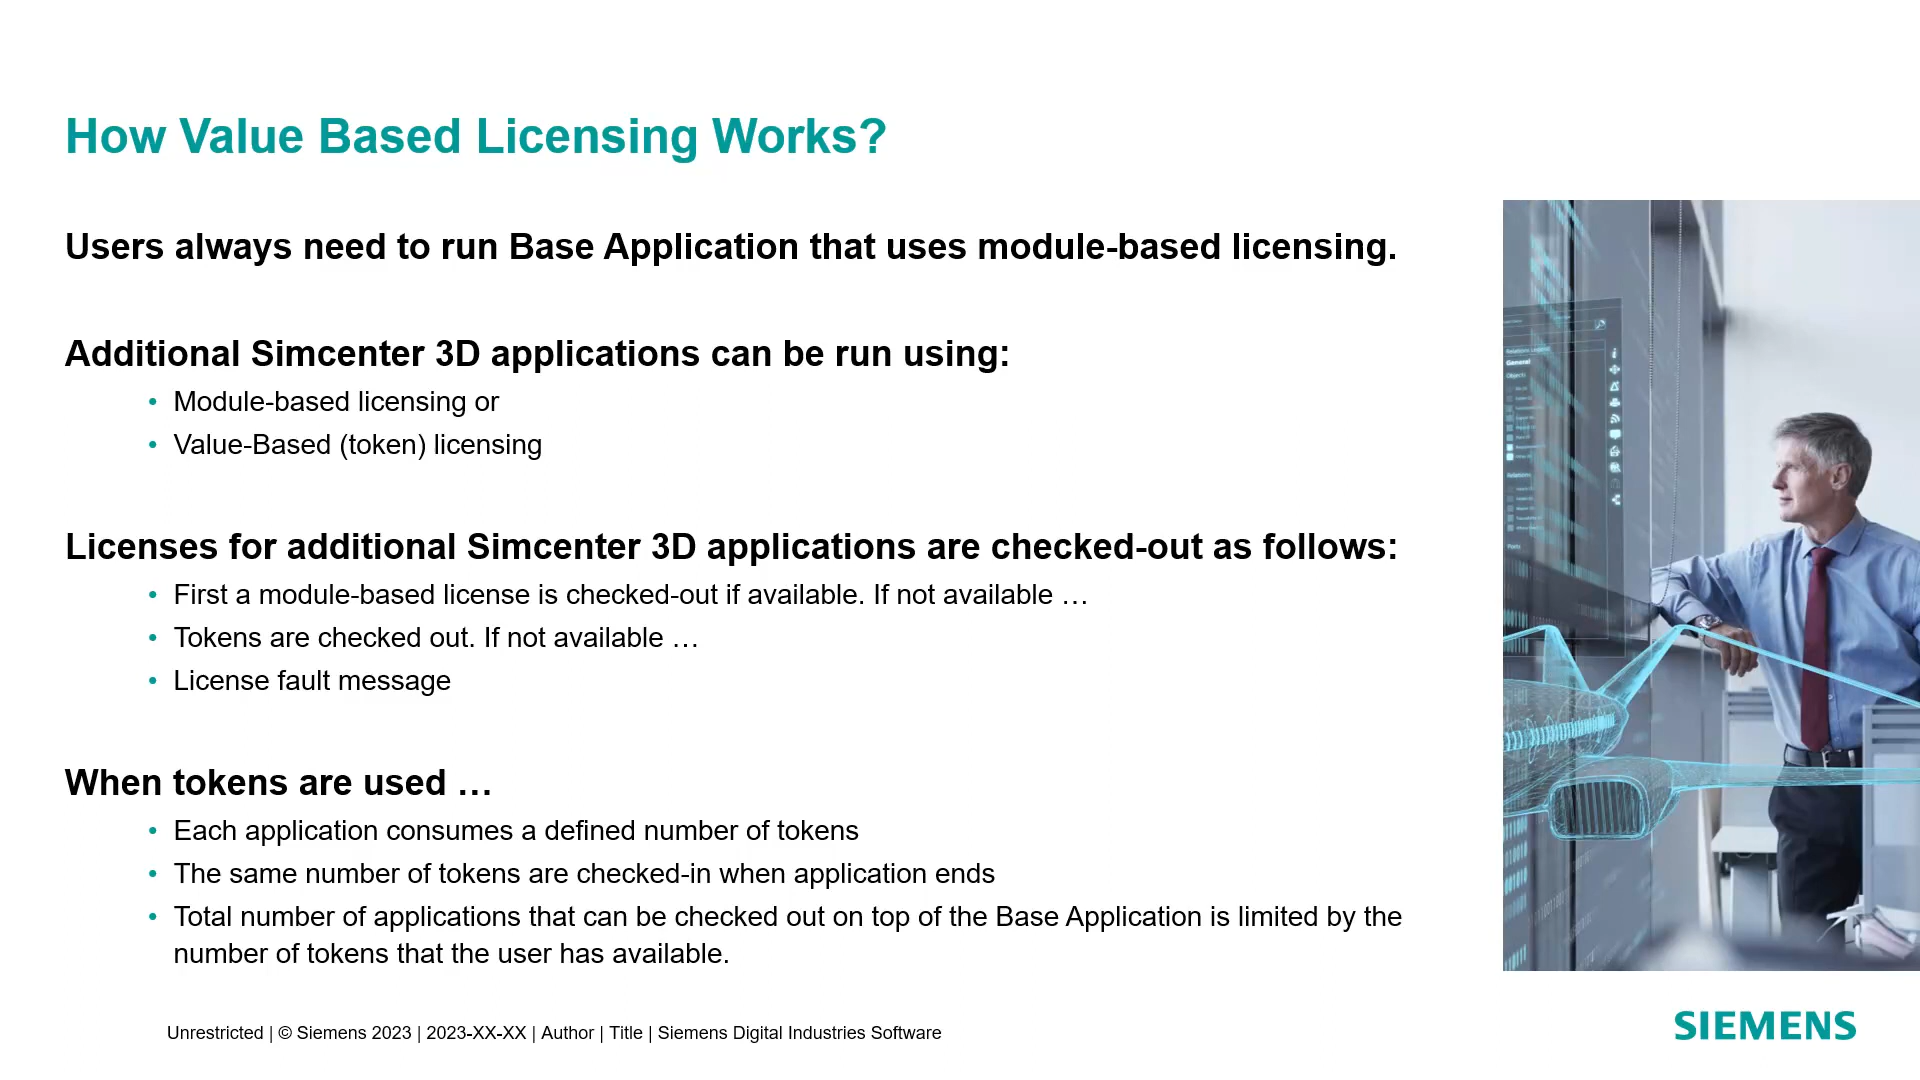 How Value Based Licensing Works?
Users always need to run Base Application that uses module-based licensing.
Additional Simcenter 3D applications can be run using:
• Module-based licensing or
• Value-Based (token) licensing
Licenses for additional Simcenter 3D applications are checked-out as follows:
• First a module-based license is checked-out if available. If not available …
• Tokens are checked out. If not available …
• License fault message
When tokens are used …
• Each application consumes a defined number of tokens
• The same number of tokens are checked-in when application ends
• Total number of applications that can be checked out on top of the Base Application is limited by the
number of tokens that the user has available.
General
Unrestricted | © Siemens 2023 | 2023-XX-XX | Author | Title | Siemens Digital Industries Software
SIEMENS